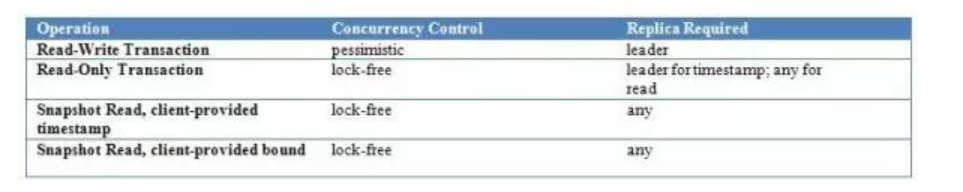 Operation Concurrency Control Replica Required
Read-Write Transaction pessimistic leader
Read-Only Transaction lock-free leader for timestamp; any for
read
Snapshot Read, client-provided lock-free any
timestamp
Snapshot Read, client-provided bound lock-free any